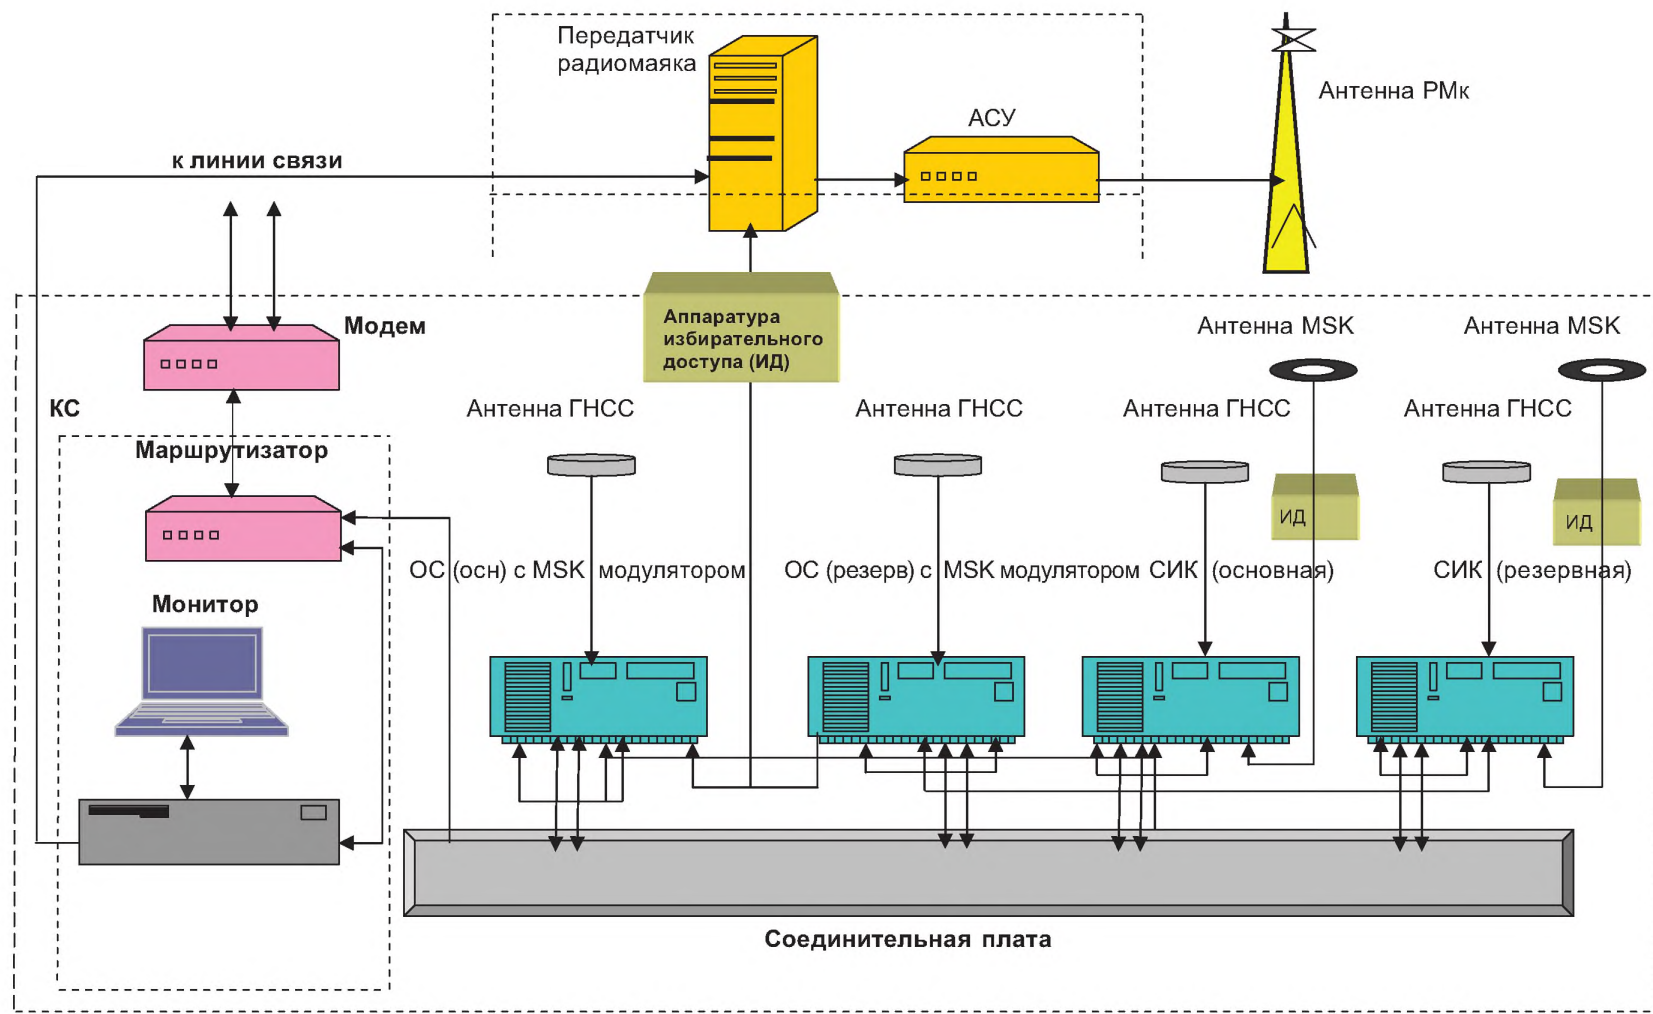 Передатчик
радиомаяка
Антенна РМк
АСУ
к линии связи
Модем
Аппаратура
избирательного
доступа (ИД)
Антенна MSK
Антенна MSK
КС
Антенна ГНСС
Антенна ГНСС
Антенна ГНСС
Антенна ГНСС
Маршрутизатор
ИД
ИД
ОС (осн) с MSK модулятором
ОС (резерв) с MSK модулятором
СИК (основная)
СИК (резервная)
Монитор
Соединительная плата